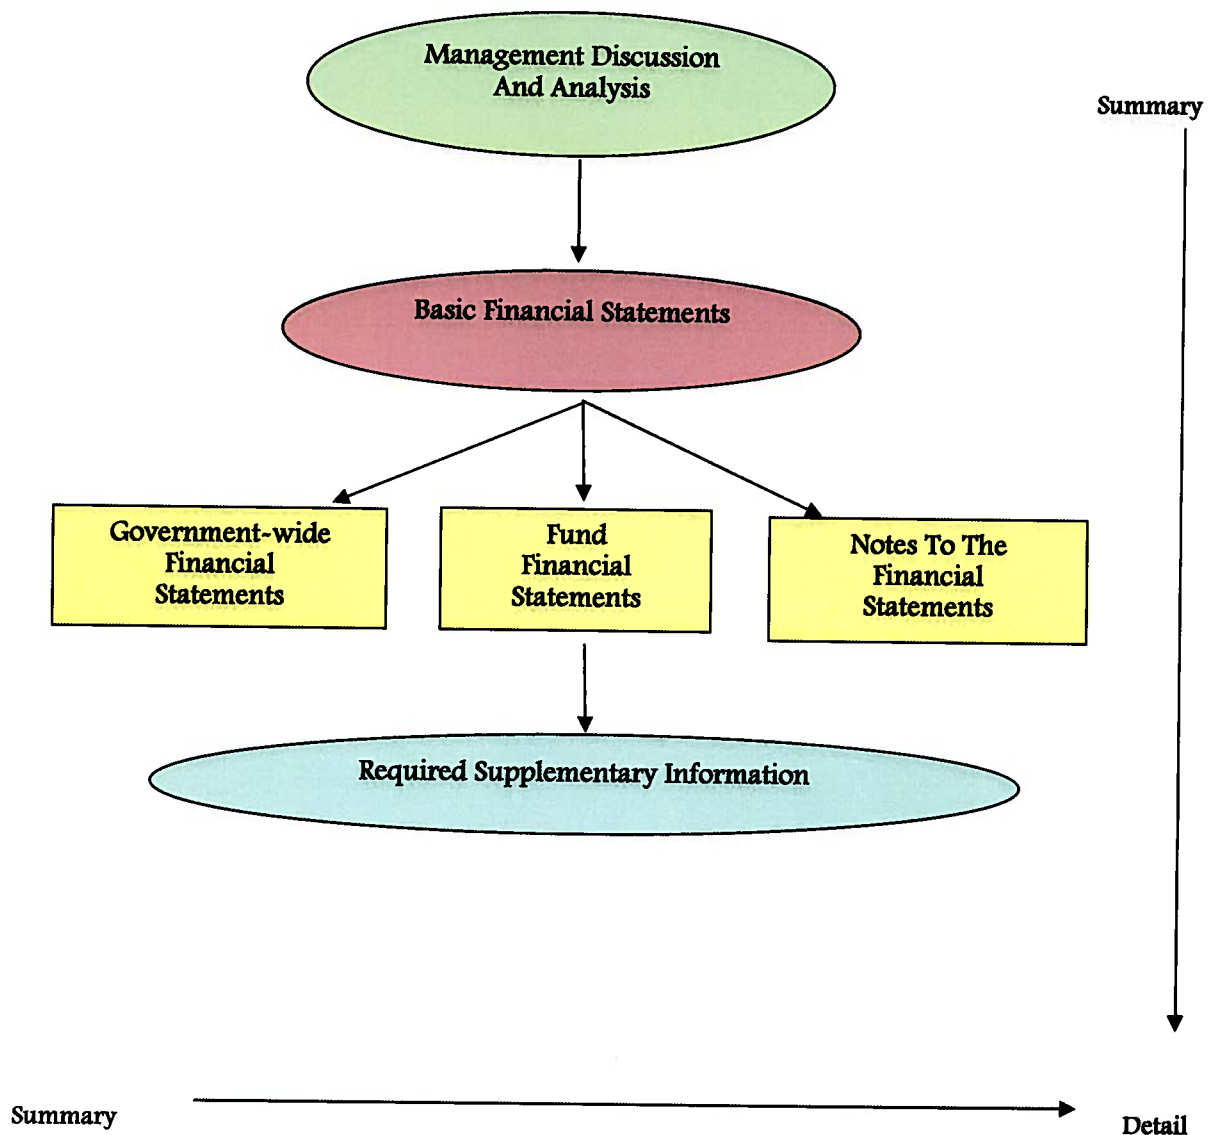 Management Discussion
And Analysis
Summary
Basic Financial Statements
Government-wide
Financial
Statements
Fund
Financial
Statements
Notes To The
Financial
Statements
Required Supplementary Information
Summary
Detail